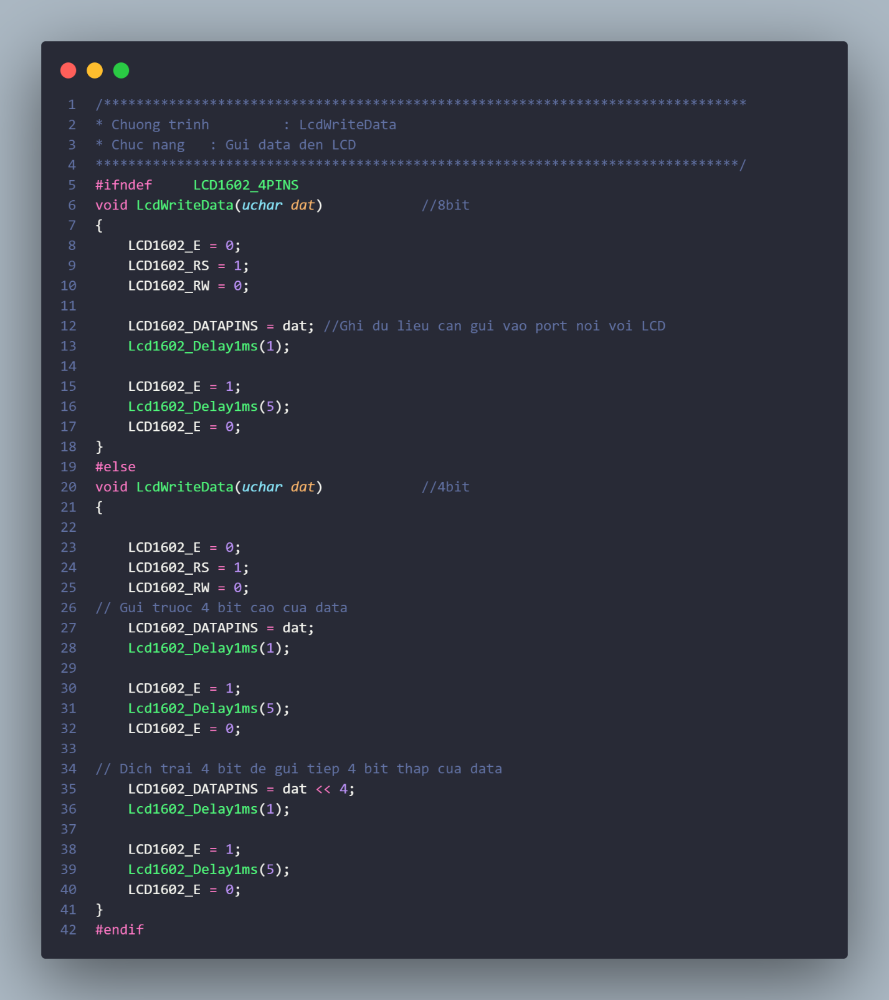 1 /*******************************************************************************
2 * Chuong trinh         : LcdWriteData
3 * Chuc nang   : Gui data den LCD
4 *******************************************************************************/
5 #ifndef     LCD1602_4PINS
6 void LcdWriteData(uchar dat)            //8bit
7 {
8     LCD1602_E = 0;
9     LCD1602_RS = 1;
10     LCD1602_RW = 0;
11
12     LCD1602_DATAPINS = dat; //Ghi du lieu can gui vao port noi voi LCD
13     Lcd1602_Delay1ms(1);
14
15     LCD1602_E = 1;
16     Lcd1602_Delay1ms(5);
17     LCD1602_E = 0;
18 }
19 #else
20 void LcdWriteData(uchar dat)            //4bit
21 {
22
23     LCD1602_E = 0;
24     LCD1602_RS = 1;
25     LCD1602_RW = 0;
26 // Gui truoc 4 bit cao cua data
27     LCD1602_DATAPINS = dat;
28     Lcd1602_Delay1ms(1);
29
30     LCD1602_E = 1;
31     Lcd1602_Delay1ms(5);
32     LCD1602_E = 0;
33
34 // Dich trai 4 bit de gui tiep 4 bit thap cua data
35     LCD1602_DATAPINS = dat << 4;
36     Lcd1602_Delay1ms(1);
37
38     LCD1602_E = 1;
39     Lcd1602_Delay1ms(5);
40     LCD1602_E = 0;
41 }
42 #endif